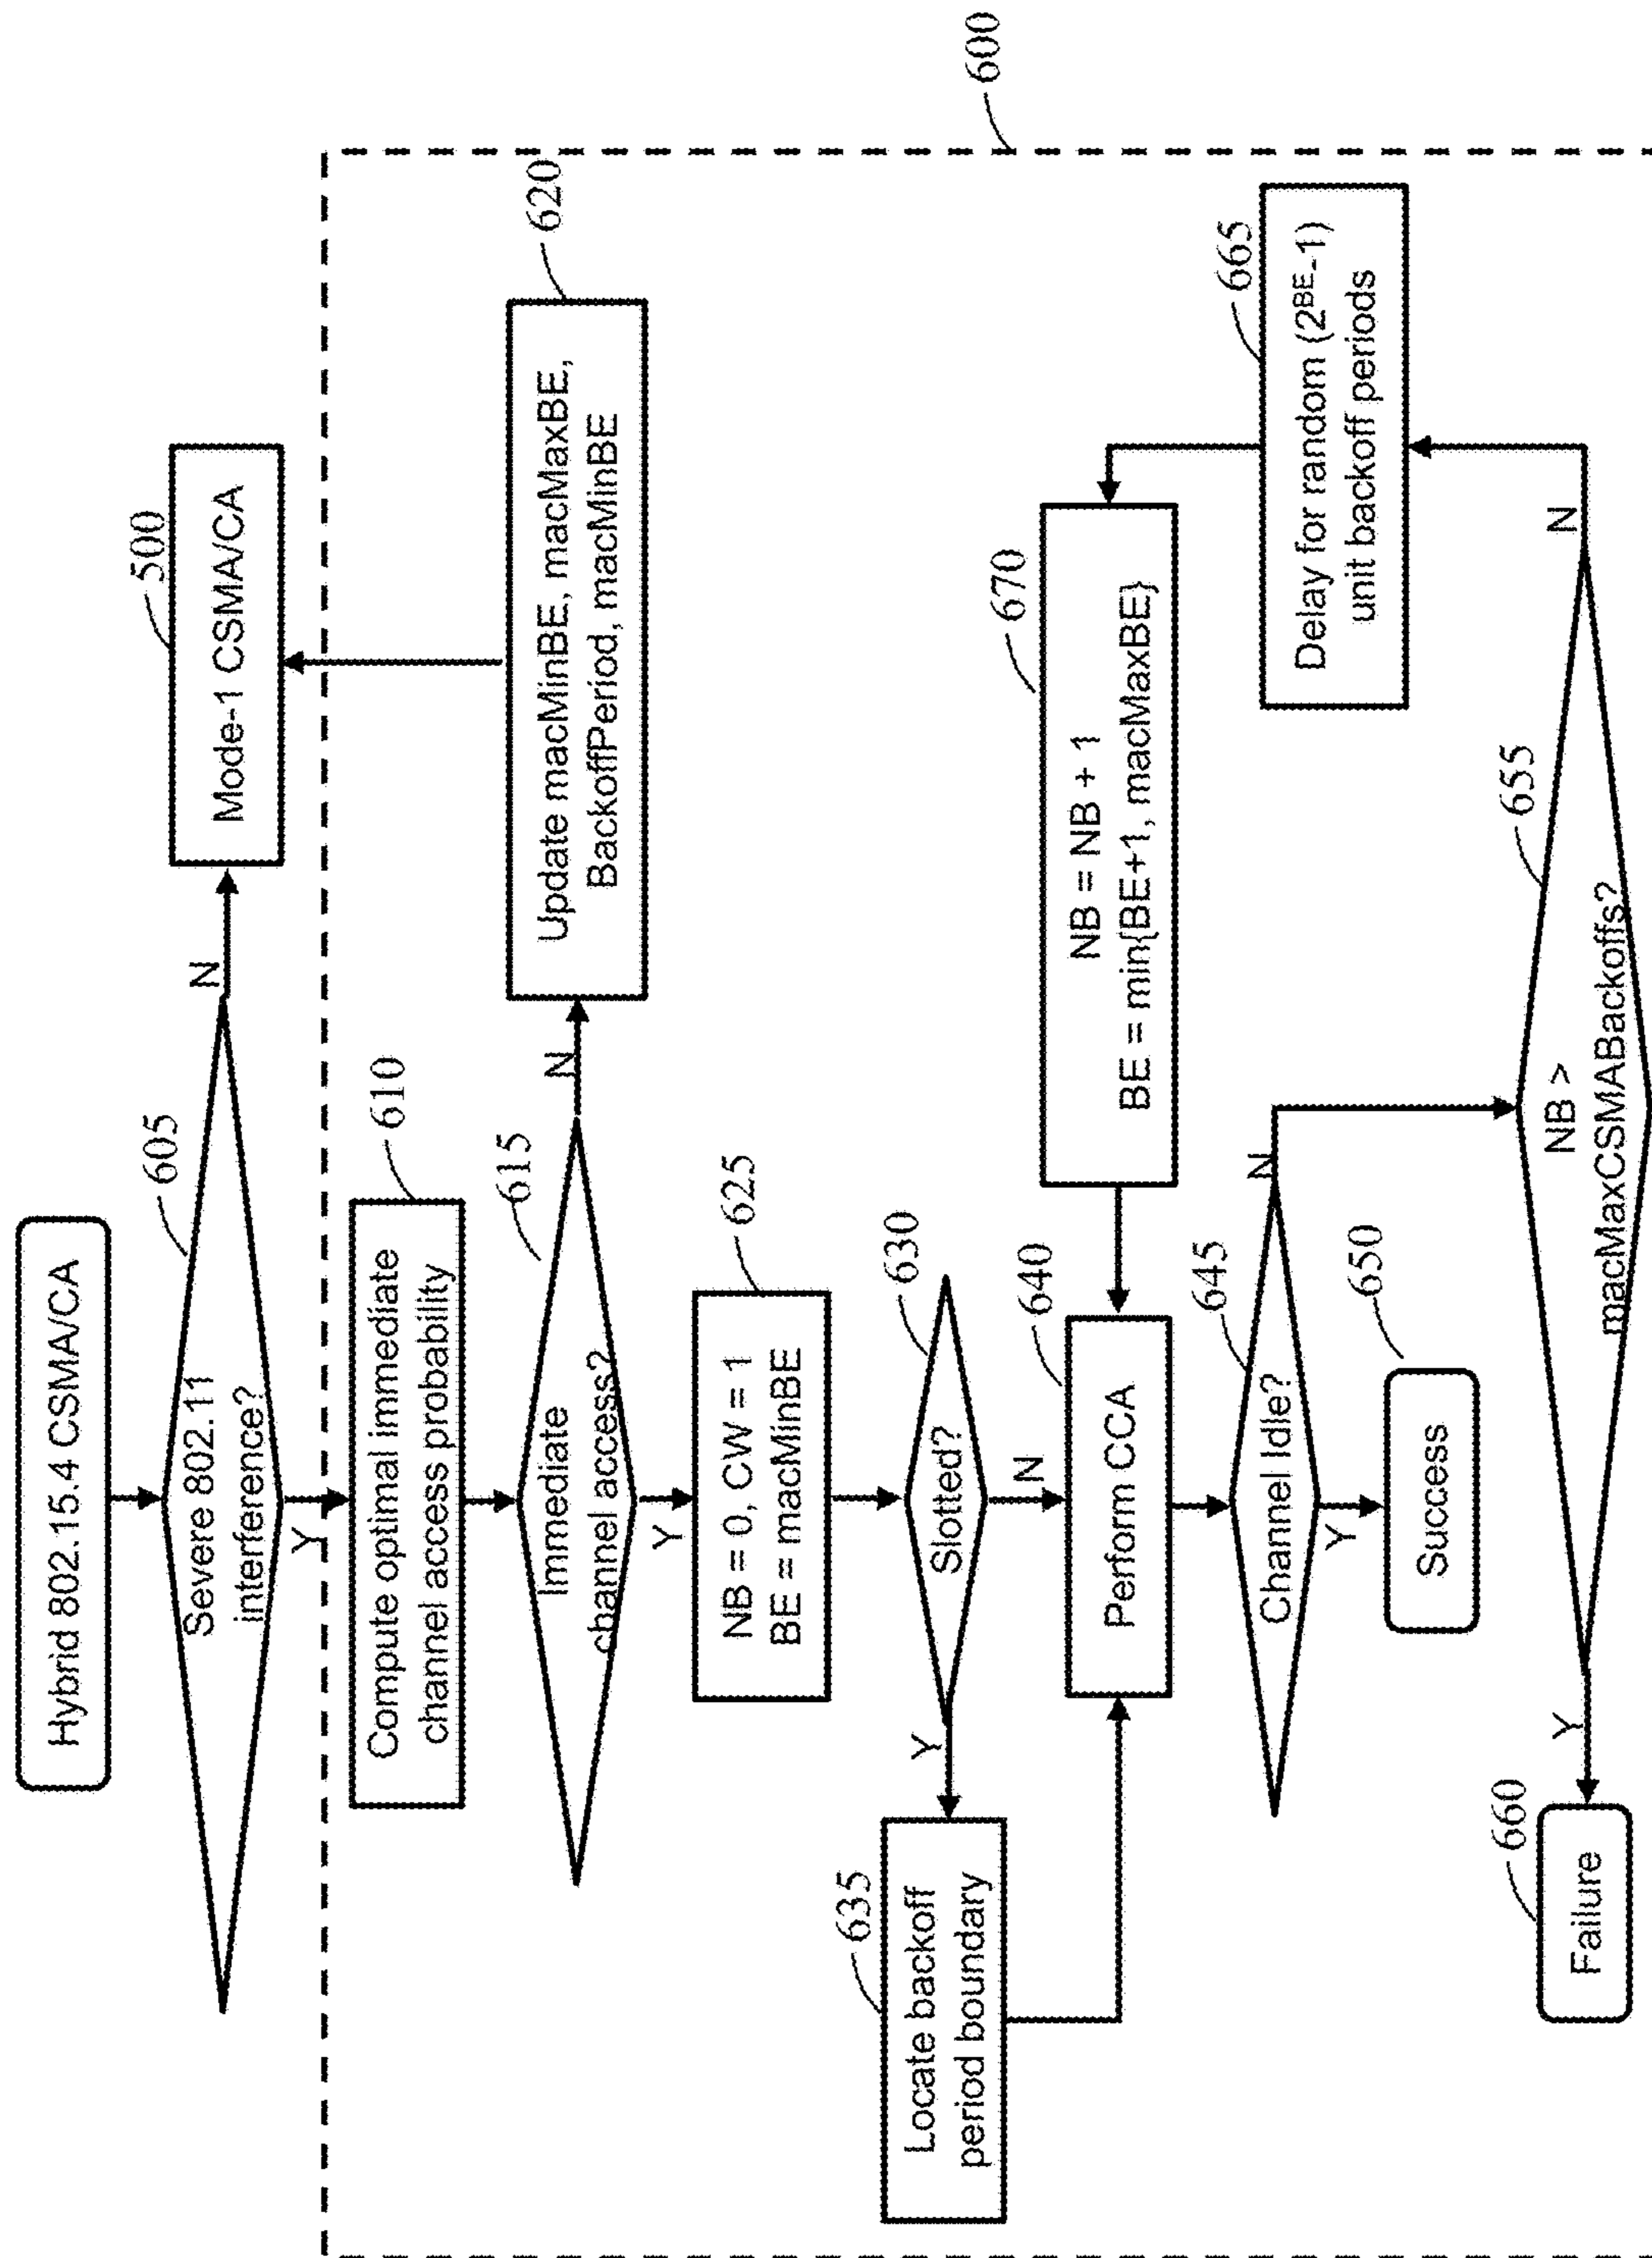 Hybrid 802.15.4 CSMA/CA
605
Severe 802.11
interference?
N
Y
500
Mode-1 CSMA/CA
600
610
Compute optimal immediate
channel access probability
615
Immediate
channel access?
N
Y
620
Update macMinBE, macMaxBE,
BackoffPeriod, macMinBE
625
NB = 0, CW = 1
BE = macMinBE
630
Slotted?
Y
N
635
Locate backoff
period boundary
640
Perform CCA
670
NB = NB + 1
BE = min{BE+1, macMaxBE}
665
Delay for random (2^BE-1)
unit backoff periods
645
Channel Idle?
N
Y
650
Success
655
NB >
macMaxCSMABackoffs?
N
Y
660
Failure